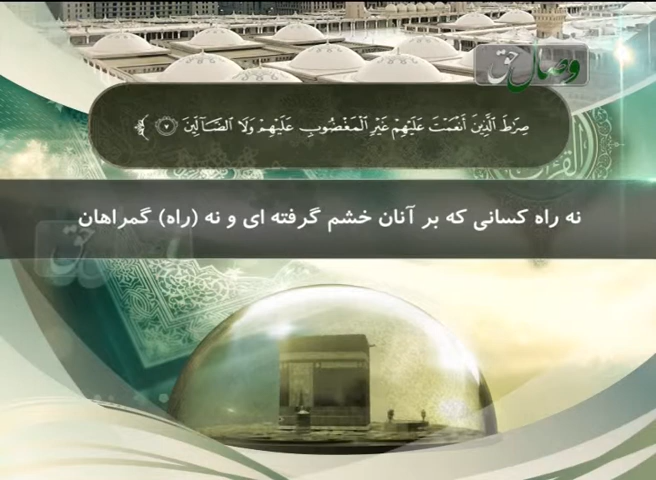 وصال حق
صِرَٰطَ ٱلَّذِينَ أَنْعَمْتَ عَلَيْهِمْ غَيْرِ ٱلْمَغْضُوبِ عَلَيْهِمْ وَلَا ٱلضَّآلِّينَ ۝٧
نه راه کسانی که بر آنان خشم گرفته ای و نه (راه) گمراهان